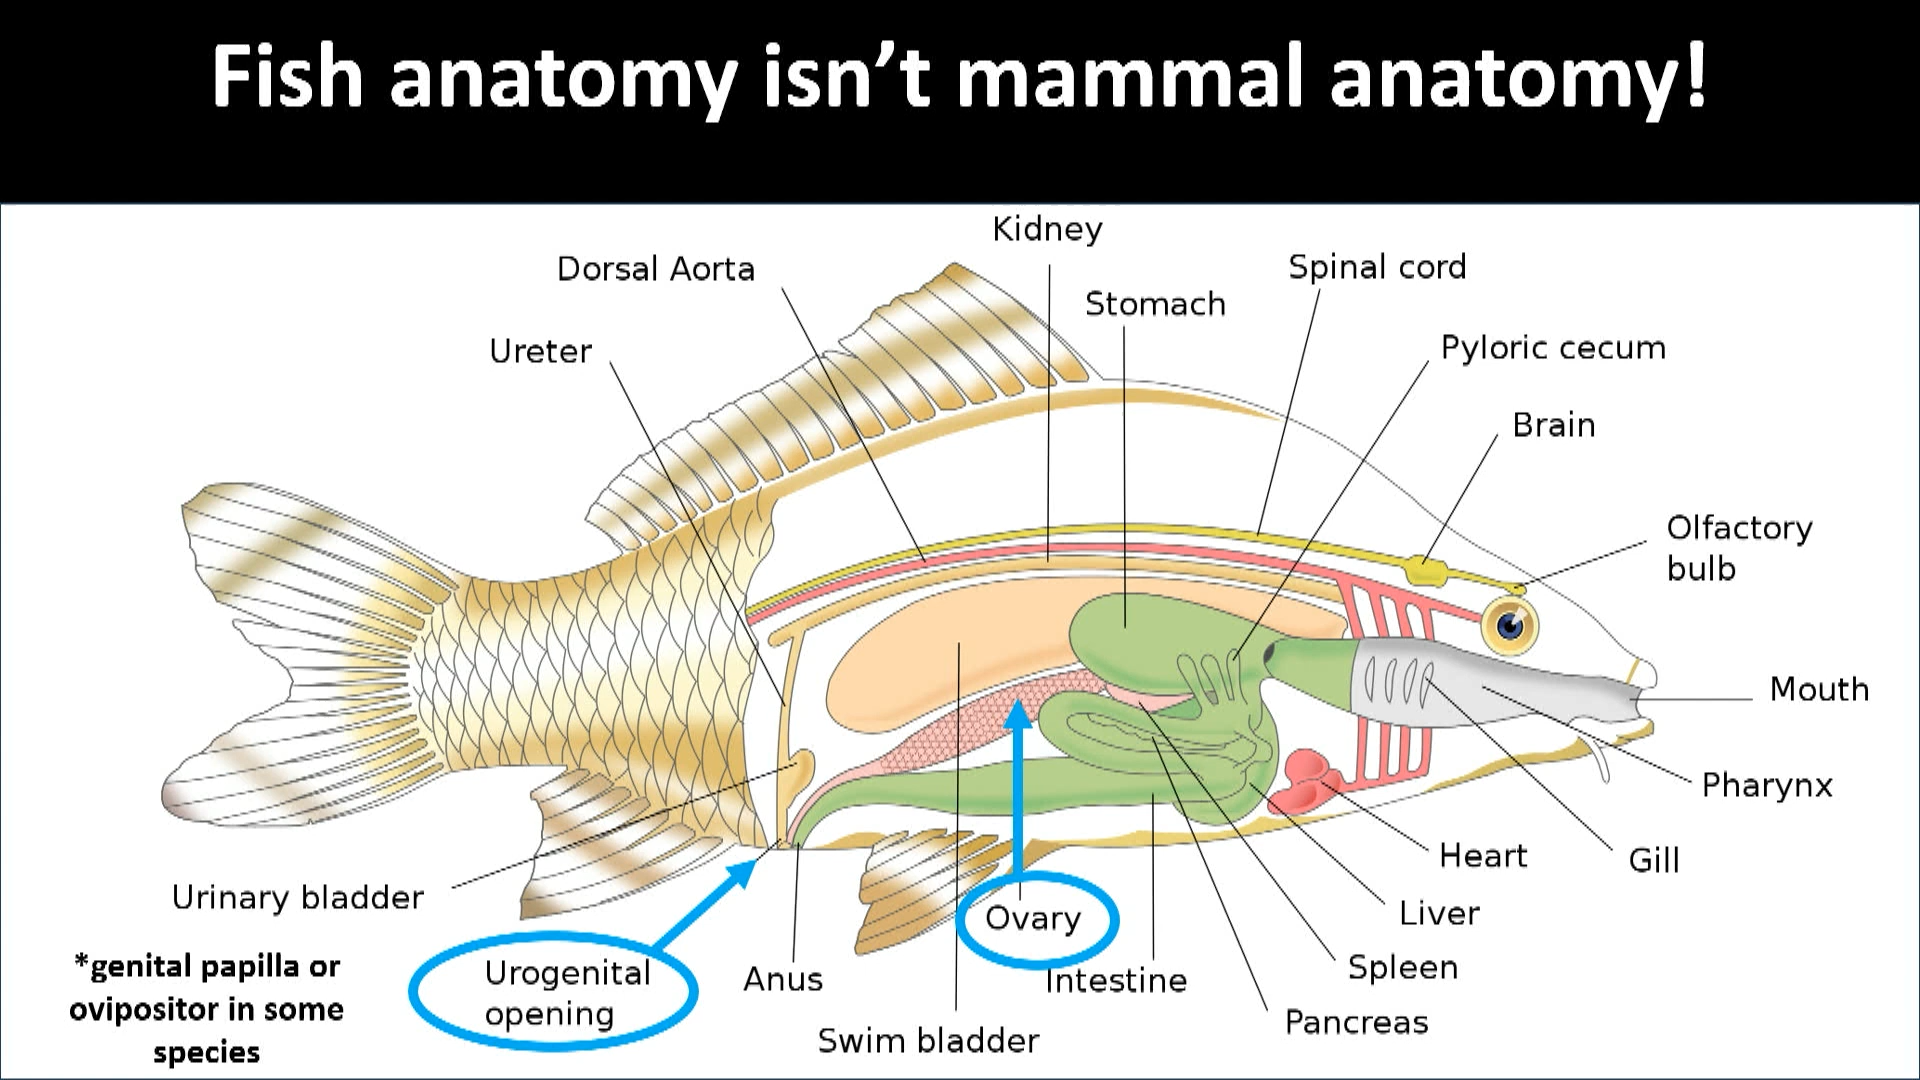 Fish anatomy isn’t mammal anatomy!
Kidney
Dorsal Aorta
Spinal cord
Stomach
Ureter
Pyloric cecum
Brain
Olfactory
bulb
Mouth
Pharynx
Heart
Gill
Urinary bladder
Liver
Ovary
*genital papilla or
ovipositor in some
species
Urogenital
opening
Anus
Intestine
Spleen
Pancreas
Swim bladder